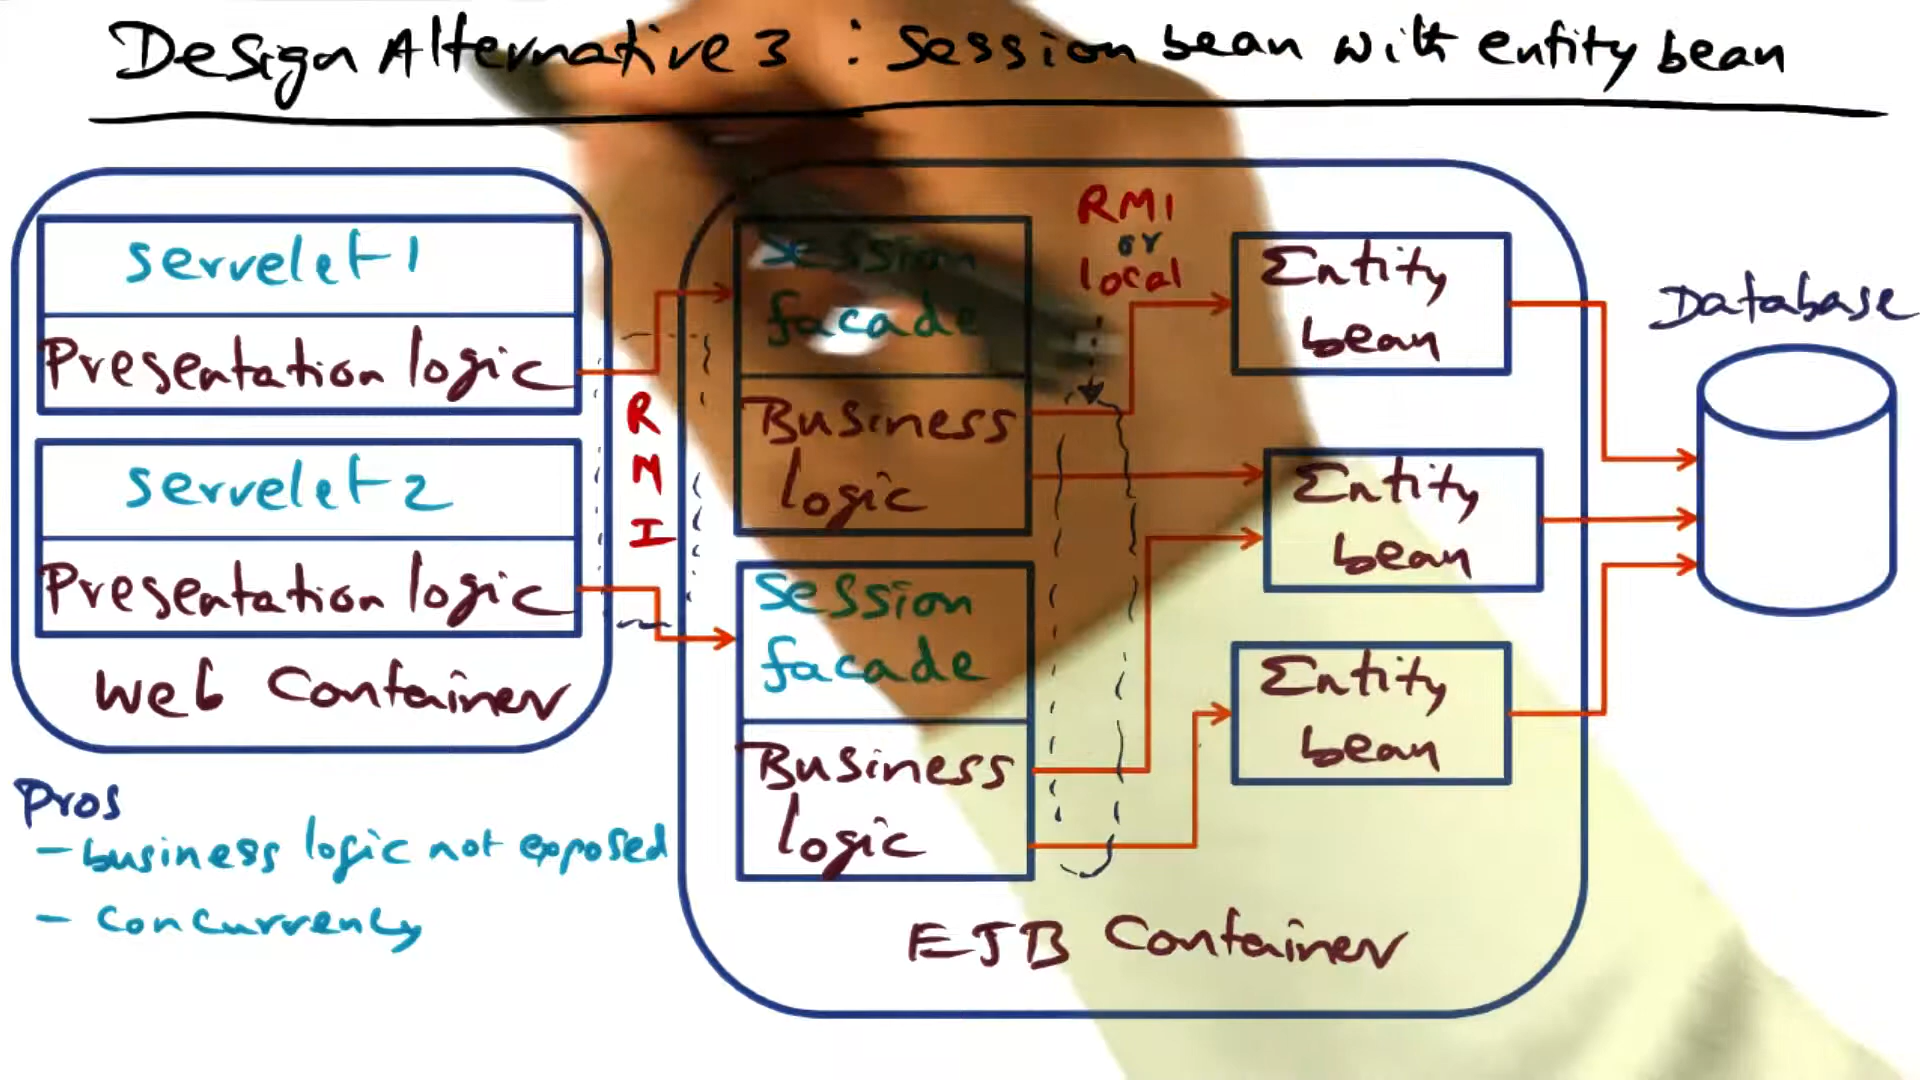 Design Alternative 3 : Session bean with entity bean
servelet 1
Presentation logic
servelet 2
Presentation logic
Web Container
R
M
I
Session
facade
Business
logic
Session
facade
Business
logic
RMI
or
local
Entity
bean
Entity
bean
Entity
bean
EJB Container
Database
Pros
- business logic not exposed
- concurrency